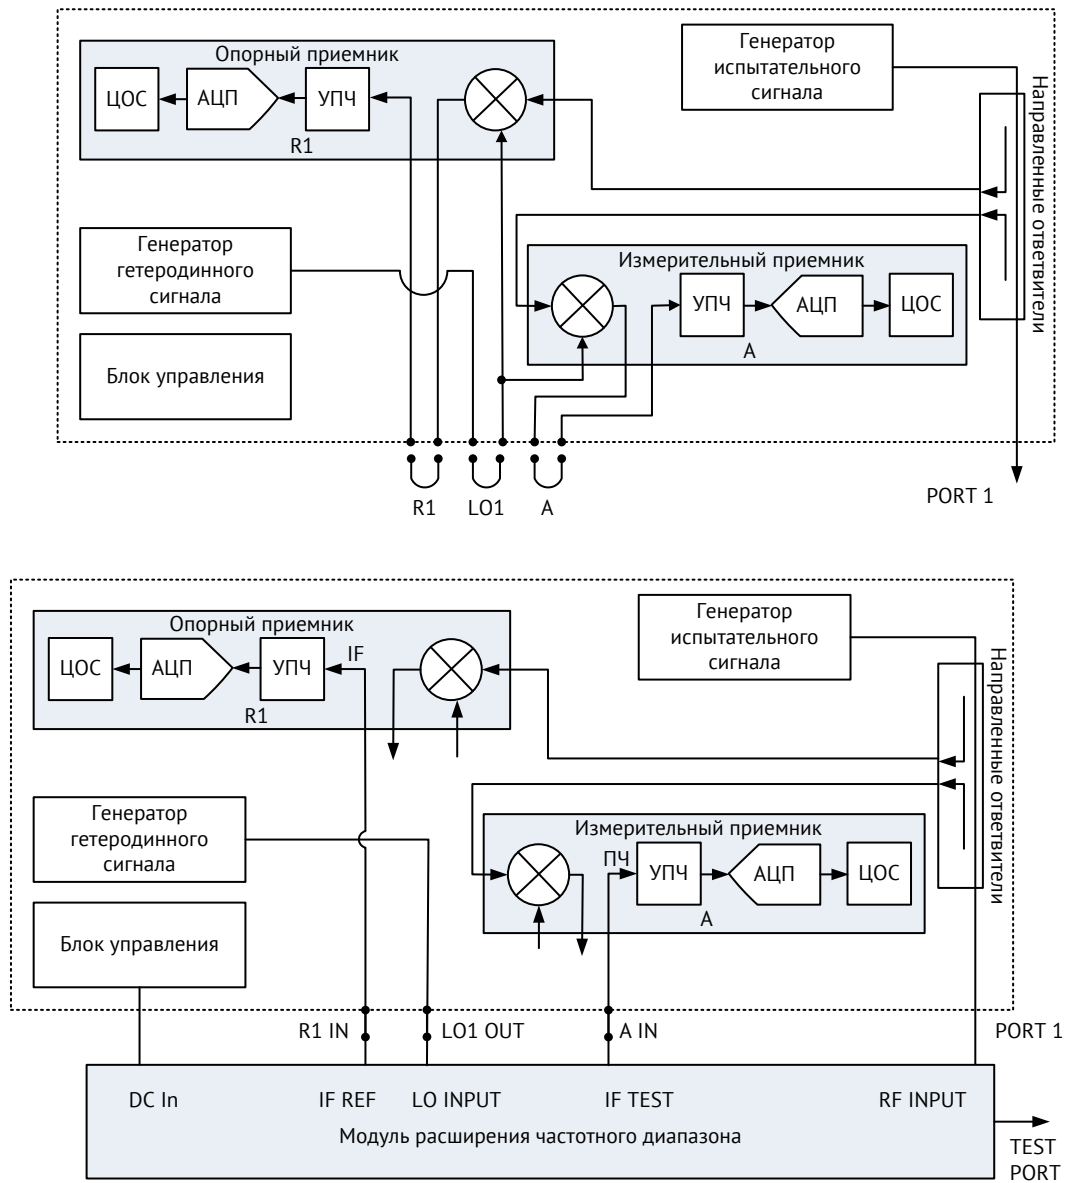 Опорный приемник
ЦОС
АЦП
УПЧ
R1
Генератор
испытательного
сигнала
Направленные ответвители
Генератор
гетеродинного
сигнала
Измерительный приемник
УПЧ
АЦП
ЦОС
A
Блок управления
R1
LO1
A
PORT 1
Опорный приемник
ЦОС
АЦП
УПЧ
IF
R1
Генератор
испытательного
сигнала
Направленные ответвители
Генератор
гетеродинного
сигнала
Измерительный приемник
ПЧ
УПЧ
АЦП
ЦОС
A
Блок управления
R1 IN
LO1 OUT
A IN
PORT 1
DC In
IF REF
LO INPUT
IF TEST
RF INPUT
Модуль расширения частотного диапазона
TEST
PORT